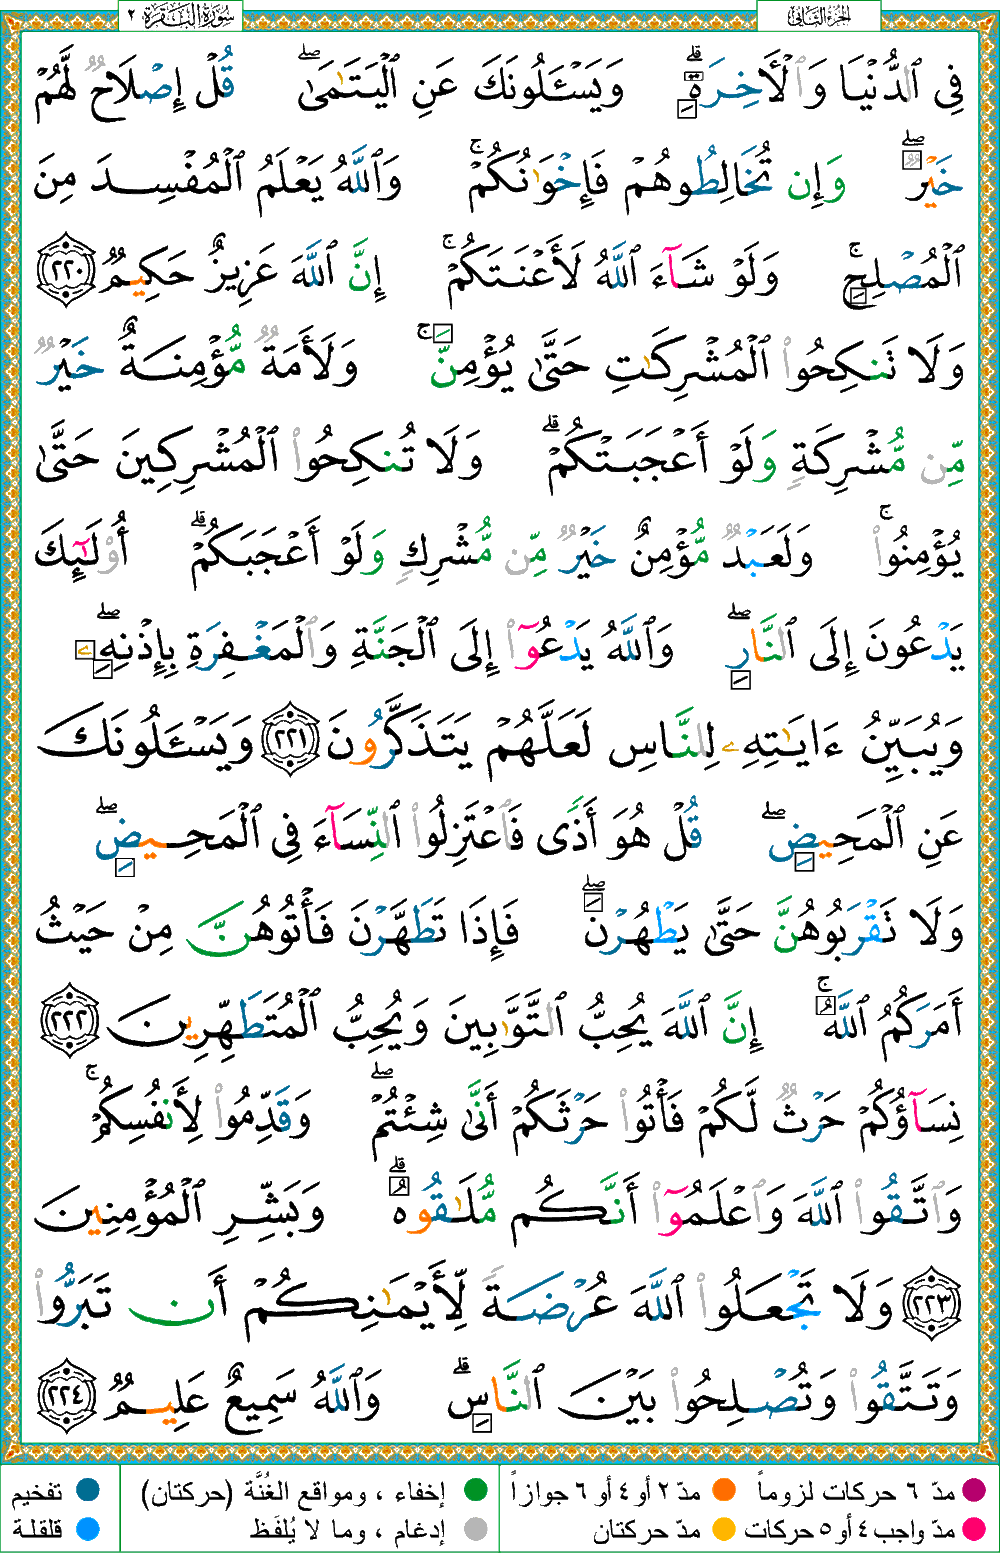 سُورَةُ البَقَرَة ٢
الجزء الثَّانِي
فِى ٱلدُّنْيَا وَٱلْأَخِرَةِۗ وَيَسْـَٔلُونَكَ عَنِ ٱلْيَتَـٰمَىٰۖ قُلْ إِصْلَاحٌۭ لَّهُمْ
خَيْرٌۭۖ وَإِن تُخَالِطُوهُمْ فَإِخْوَٰنُكُمْۚ وَٱللَّهُ يَعْلَمُ ٱلْمُفْسِدَ مِنَ
ٱلْمُصْلِحِۚ وَلَوْ شَآءَ ٱللَّهُ لَأَعْنَتَكُمْۚ إِنَّ ٱللَّهَ عَزِيزٌ حَكِيمٌۭ ٢٢٠
وَلَا تَنكِحُوا۟ ٱلْمُشْرِكَـٰتِ حَتَّىٰ يُؤْمِنَّۚ وَلَأَمَةٌۭ مُّؤْمِنَةٌ خَيْرٌۭ
مِّن مُّشْرِكَةٍۢ وَلَوْ أَعْجَبَتْكُمْۗ وَلَا تُنكِحُوا۟ ٱلْمُشْرِكِينَ حَتَّىٰ
يُؤْمِنُوا۟ۚ وَلَعَبْدٌۭ مُّؤْمِنٌ خَيْرٌۭ مِّن مُّشْرِكٍۢ وَلَوْ أَعْجَبَكُمْۗ أُو۟لَـٰٓئِكَ
يَدْعُونَ إِلَى ٱلنَّارِۖ وَٱللَّهُ يَدْعُوٓا۟ إِلَى ٱلْجَنَّةِ وَٱلْمَغْفِرَةِ بِإِذْنِهِۦۖ
وَيُبَيِّنُ ءَايَـٰتِهِۦ لِلنَّاسِ لَعَلَّهُمْ يَتَذَكَّرُونَ ٢٢١ وَيَسْـَٔلُونَكَ
عَنِ ٱلْمَحِيضِۖ قُلْ هُوَ أَذًۭى فَٱعْتَزِلُوا۟ ٱلنِّسَآءَ فِى ٱلْمَحِيضِۖ
وَلَا تَقْرَبُوهُنَّ حَتَّىٰ يَطْهُرْنَۖ فَإِذَا تَطَهَّرْنَ فَأْتُوهُنَّ مِنْ حَيْثُ
أَمَرَكُمُ ٱللَّهُۚ إِنَّ ٱللَّهَ يُحِبُّ ٱلتَّوَّٰبِينَ وَيُحِبُّ ٱلْمُتَطَهِّرِينَ ٢٢٢
نِسَآؤُكُمْ حَرْثٌۭ لَّكُمْ فَأْتُوا۟ حَرْثَكُمْ أَنَّىٰ شِئْتُمْۖ وَقَدِّمُوا۟ لِأَنفُسِكُمْۚ
وَٱتَّقُوا۟ ٱللَّهَ وَٱعْلَمُوٓا۟ أَنَّكُم مُّلَـٰقُوهُۗ وَبَشِّرِ ٱلْمُؤْمِنِينَ
٢٢٣ وَلَا تَجْعَلُوا۟ ٱللَّهَ عُرْضَةًۭ لِّأَيْمَـٰنِكُمْ أَن تَبَرُّوا۟
وَتَتَّقُوا۟ وَتُصْلِحُوا۟ بَيْنَ ٱلنَّاسِۗ وَٱللَّهُ سَمِيعٌ عَلِيمٌۭ ٢٢٤
مدّ ٦ حركات لزوماً
مدّ ٢ أو ٤ أو ٦ جوازاً
إخفاء ، ومواقع الغُنَّة (حركتان)
تفخيم
مدّ واجب ٤ أو ٥ حركات
مدّ حركتان
إدغام ، وما لا يُلفَظ
قلقلة